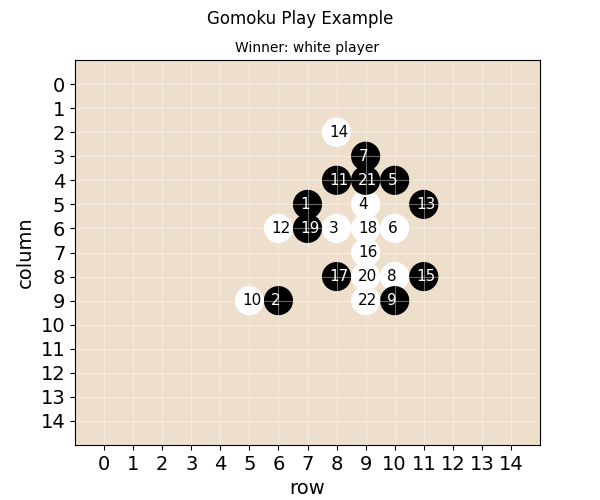 Gomoku Play Example
Winner: white player
0
1
2 14
3 7
4 11 21 5
5 1 4 13
6 12 19 3 18 6
7 16
8 17 20 8 15
9 10 2 22 9
10
11
12
13
14
column
0 1 2 3 4 5 6 7 8 9 10 11 12 13 14
row